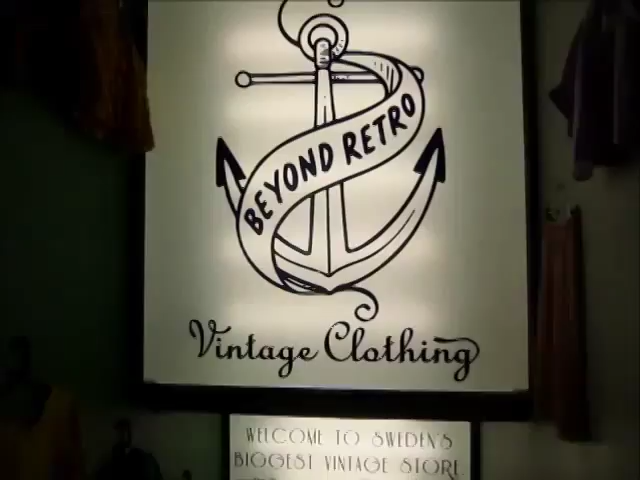 BEYOND RETRO
Vintage Clothing
WELCOME TO SWEDEN'S
BIGGEST VINTAGE STORE